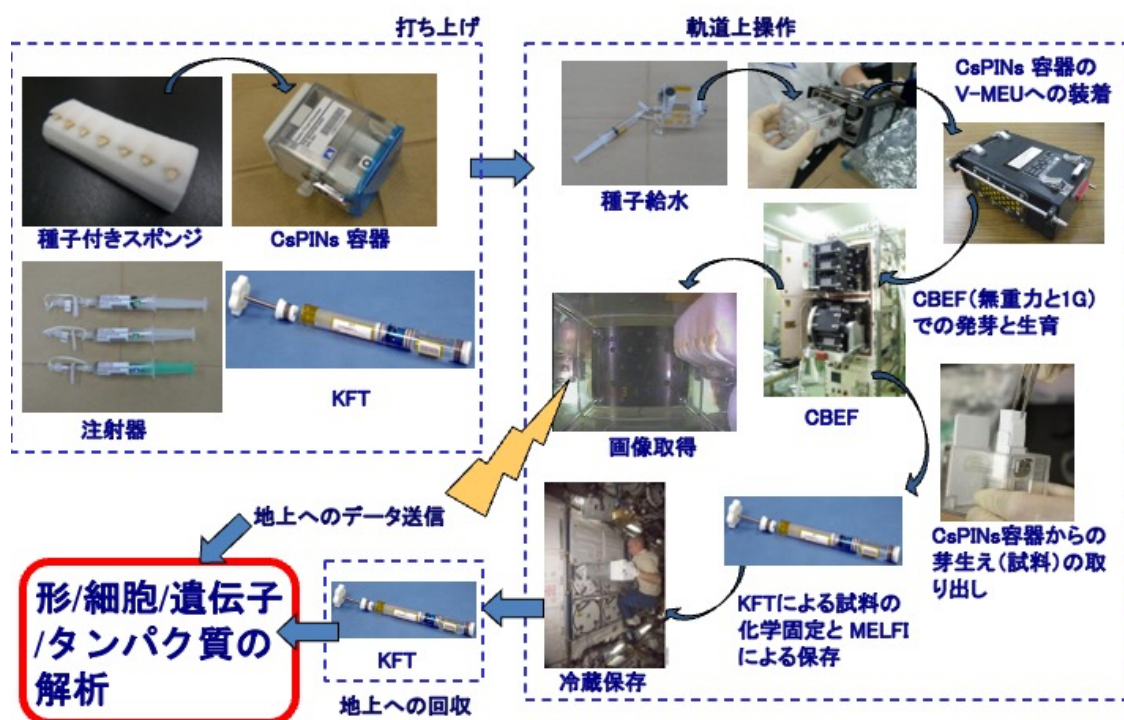 打ち上げ
種子付きスポンジ
CsPINs 容器
注射器
KFT
軌道上操作
種子給水
CsPINs 容器の
V-MEUへの装着
CBEF(無重力と1G)
での発芽と生育
CBEF
画像取得
CsPINs容器からの
芽生え(試料)の取
り出し
KFTによる試料の
化学固定と MELFI
による保存
冷蔵保存
地上へのデータ送信
KFT
地上への回収
形/細胞/遺伝子
/タンパク質の
解析